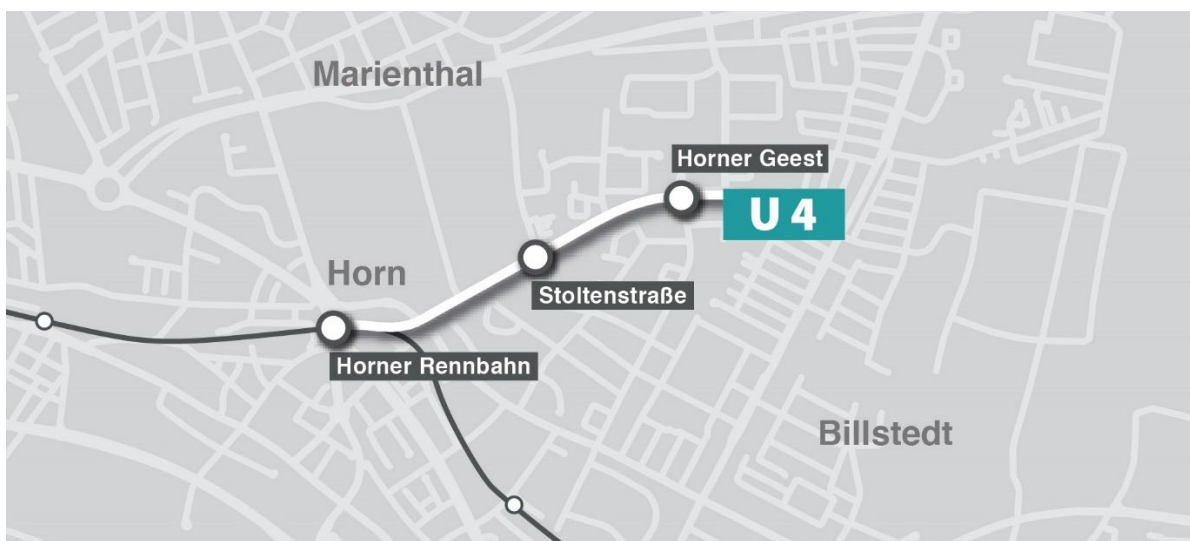 Marienthal
Horner Geest
U 4
Horn
Stoltenstraße
Horner Rennbahn
Billstedt